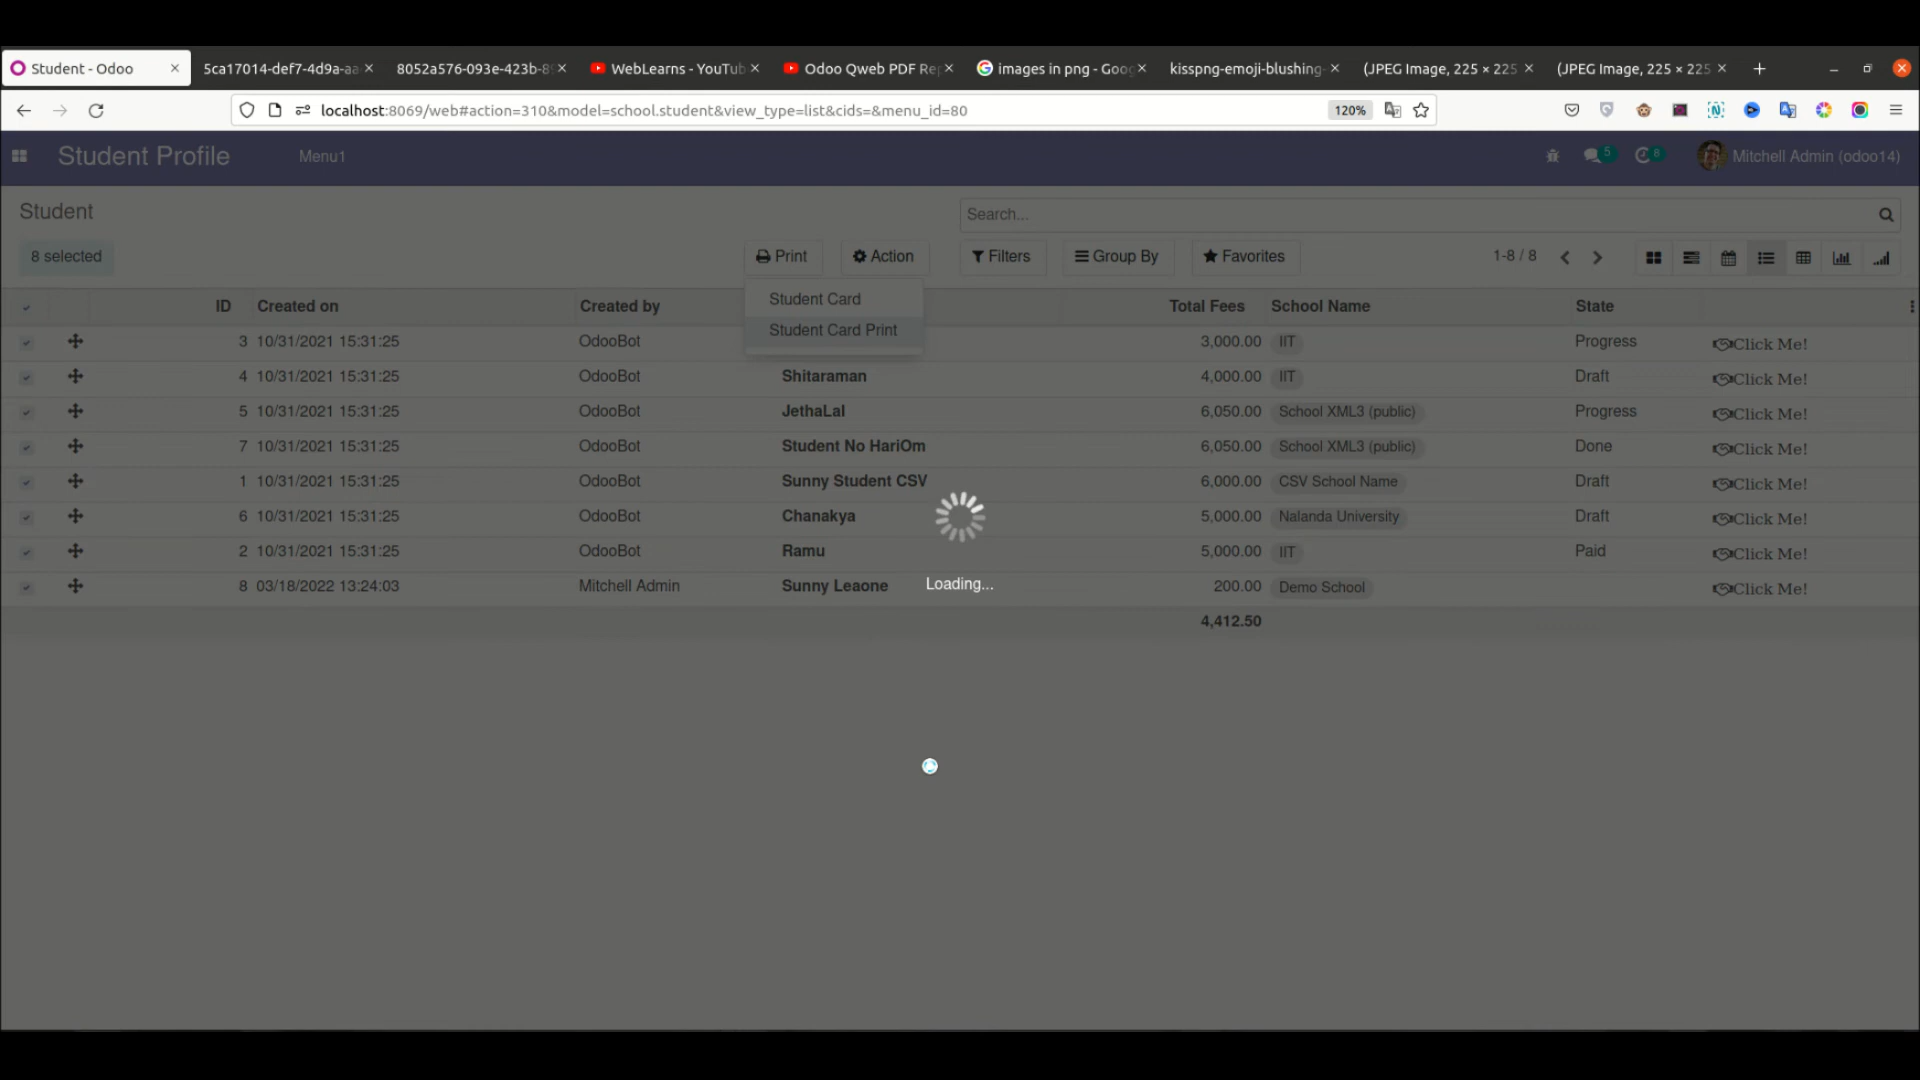 Student - Odoo
5ca17014-def7-4d9a-aa
8052a576-093e-423b-8
WebLearns - YouTub
Odoo Qweb PDF Re
images in png - Goog
kisspng-emoji-blushing-
(JPEG Image, 225 × 225
(JPEG Image, 225 × 225
localhost:8069/web#action=310&model=school.student&view_type=list&cids=&menu_id=80
120%
Student Profile
Menu1
5
8
Mitchell Admin (odoo14)
Student
Search...
8 selected
Print
Action
Filters
Group By
Favorites
1-8 / 8
Student Card
Student Card Print
ID Created on Created by Total Fees School Name State
3 10/31/2021 15:31:25 OdooBot 3,000.00 IIT Progress Click Me!
4 10/31/2021 15:31:25 OdooBot Shitaraman 4,000.00 IIT Draft Click Me!
5 10/31/2021 15:31:25 OdooBot JethaLal 6,050.00 School XML3 (public) Progress Click Me!
7 10/31/2021 15:31:25 OdooBot Student No HariOm 6,050.00 School XML3 (public) Done Click Me!
1 10/31/2021 15:31:25 OdooBot Sunny Student CSV 6,000.00 CSV School Name Draft Click Me!
6 10/31/2021 15:31:25 OdooBot Chanakya 5,000.00 Nalanda University Draft Click Me!
2 10/31/2021 15:31:25 OdooBot Ramu 5,000.00 IIT Paid Click Me!
8 03/18/2022 13:24:03 Mitchell Admin Sunny Leaone 200.00 Demo School Click Me!
Loading...
4,412.50